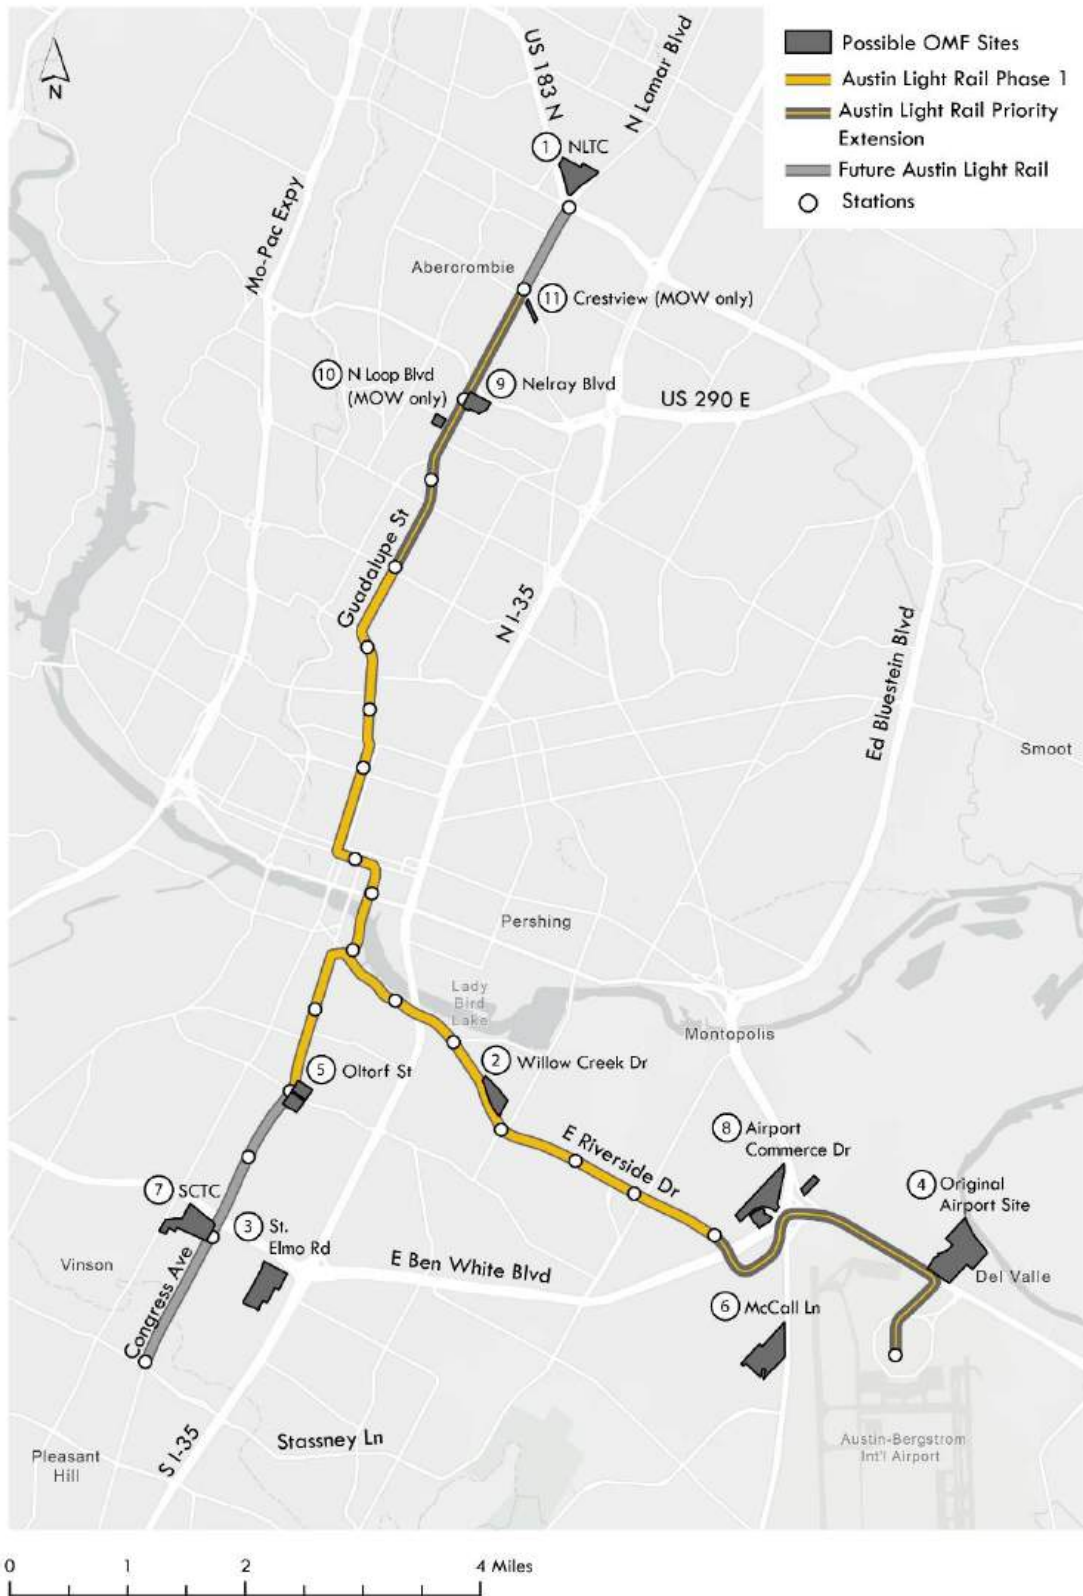 Possible OMF Sites
Austin Light Rail Phase 1
Austin Light Rail Priority
Extension
Future Austin Light Rail
Stations
N
US 183 N
N Lamar Blvd
1 NLTC
Mo-Pac Expy
Abercrombie
11 Crestview (MOW only)
10 N Loop Blvd
(MOW only)
9 Nelray Blvd
US 290 E
Guadalupe St
N I-35
Ed Bluestein Blvd
Smoot
Pershing
Lady
Bird
Lake
Montopolis
2 Willow Creek Dr
5 Oltorf St
E Riverside Dr
8 Airport
Commerce Dr
4 Original
Airport Site
7 SCTC
3 St.
Elmo Rd
Vinson
E Ben White Blvd
Del Valle
Congress Ave
6 McCall Ln
Stassney Ln
S I-35
Pleasant
Hill
Austin-Bergstrom
Int'l Airport
0 1 2 4 Miles